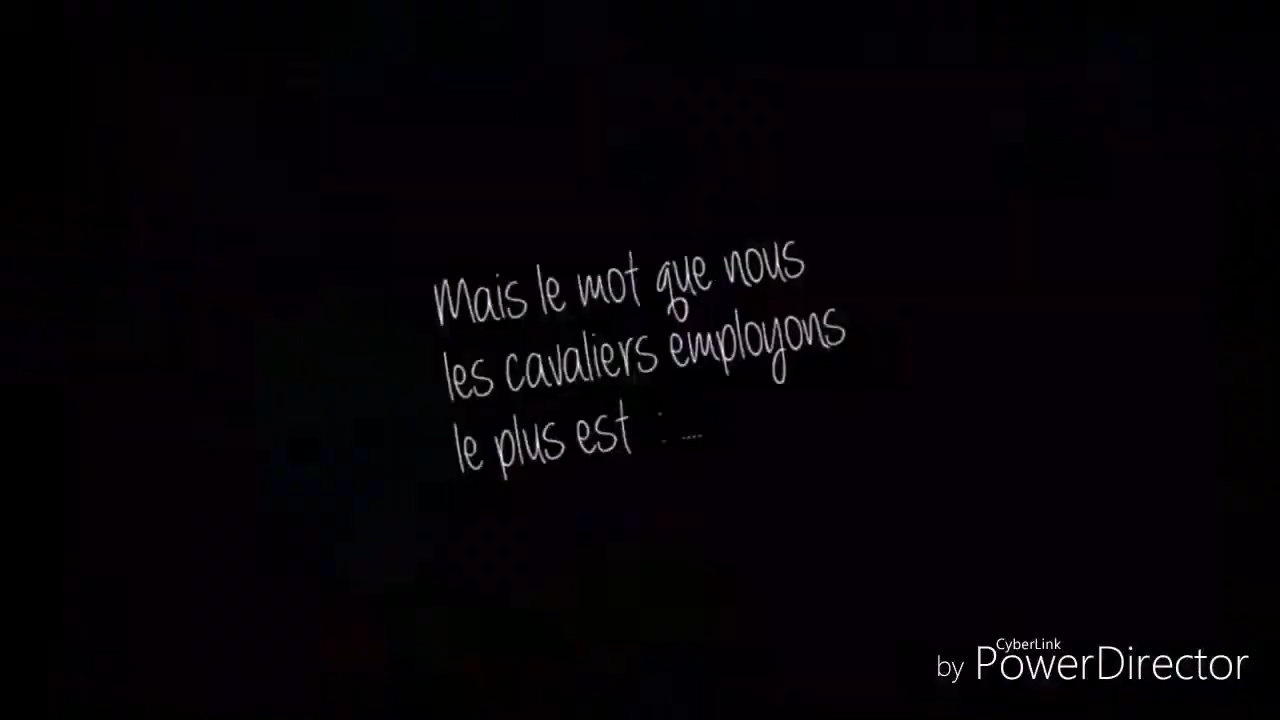 Mais le mot que nous
les cavaliers employons
le plus est : ....
CyberLink
by PowerDirector